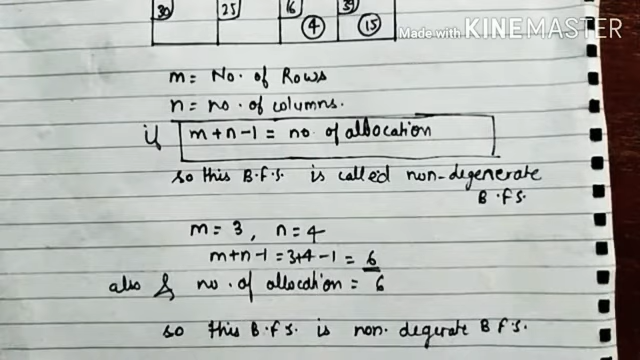 30 25 16 35
4 15
Made with KINEMASTER
m = No. of Rows
n = no. of columns.
if m+n-1 = no. of allocation
so this B.f.s. is called non-degenerate
B.fs.
m = 3, n = 4
m+n-1 = 3+4-1 = 6
also & no. of allocation = 6
so this B.f.s. is non. degerate B f s.